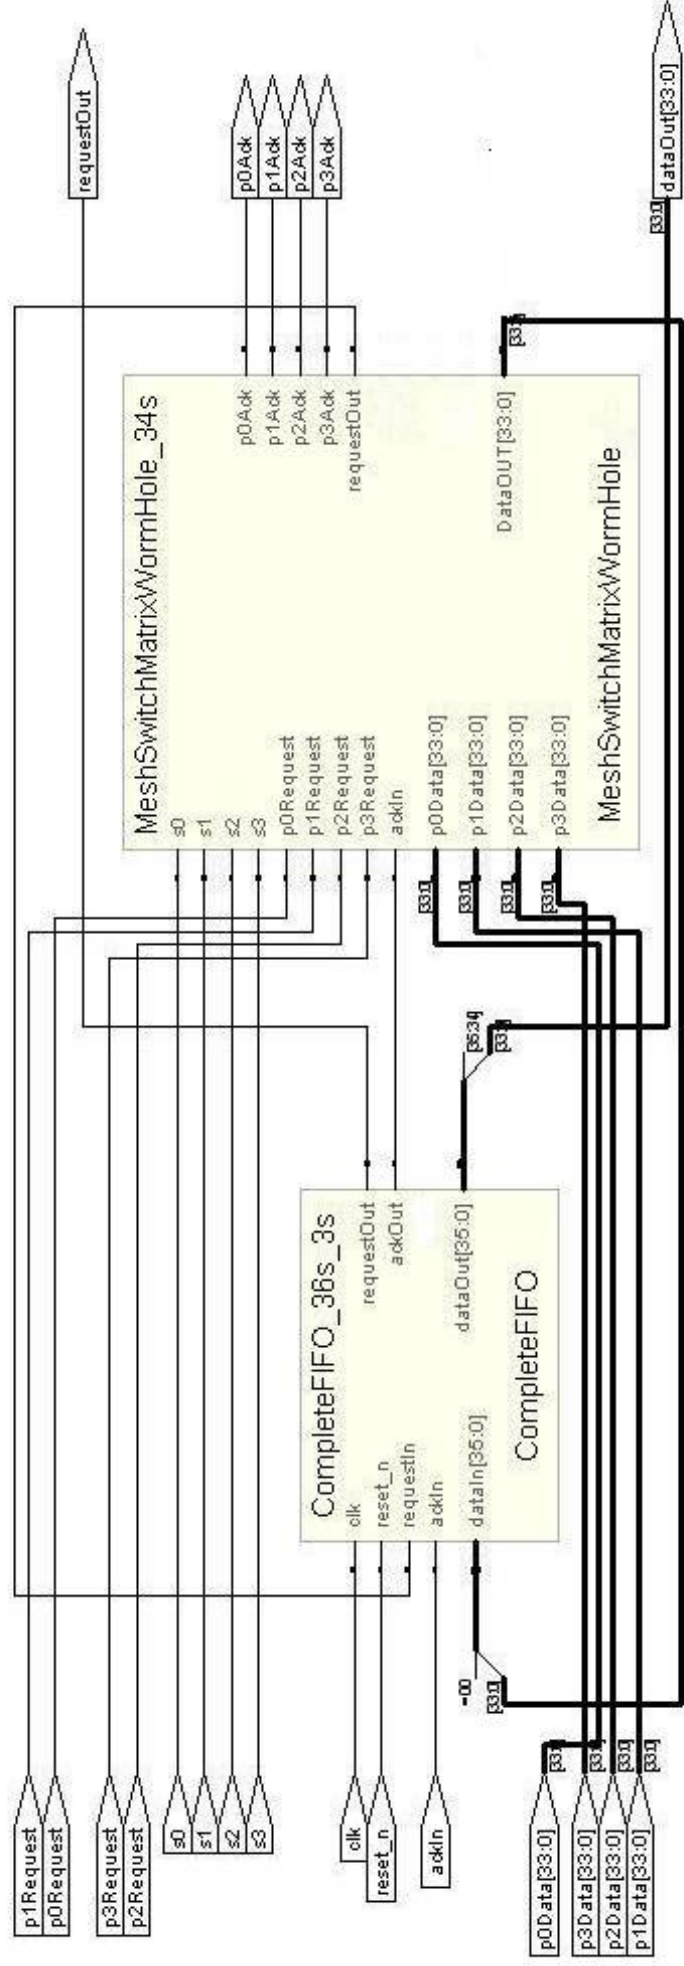 p1Request
p0Request
p3Request
p2Request
s0
s1
s2
s3
clk
reset_n
ackIn
p0Data[33:0]
p3Data[33:0]
p2Data[33:0]
p1Data[33:0]
=00
CompleteFIFO_36s_3s
clk
reset_n
requestIn
ackIn
dataIn[35:0]
requestOut
ackOut
dataOut[35:0]
CompleteFIFO
[35:34]
MeshSwitchMatrixWormHole_34s
s0
s1
s2
s3
p0Request
p1Request
p2Request
p3Request
ackIn
p0Data[33:0]
p1Data[33:0]
p2Data[33:0]
p3Data[33:0]
p0Ack
p1Ack
p2Ack
p3Ack
requestOut
DataOUT[33:0]
MeshSwitchMatrixWormHole
requestOut
p0Ack
p1Ack
p2Ack
p3Ack
dataOut[33:0]